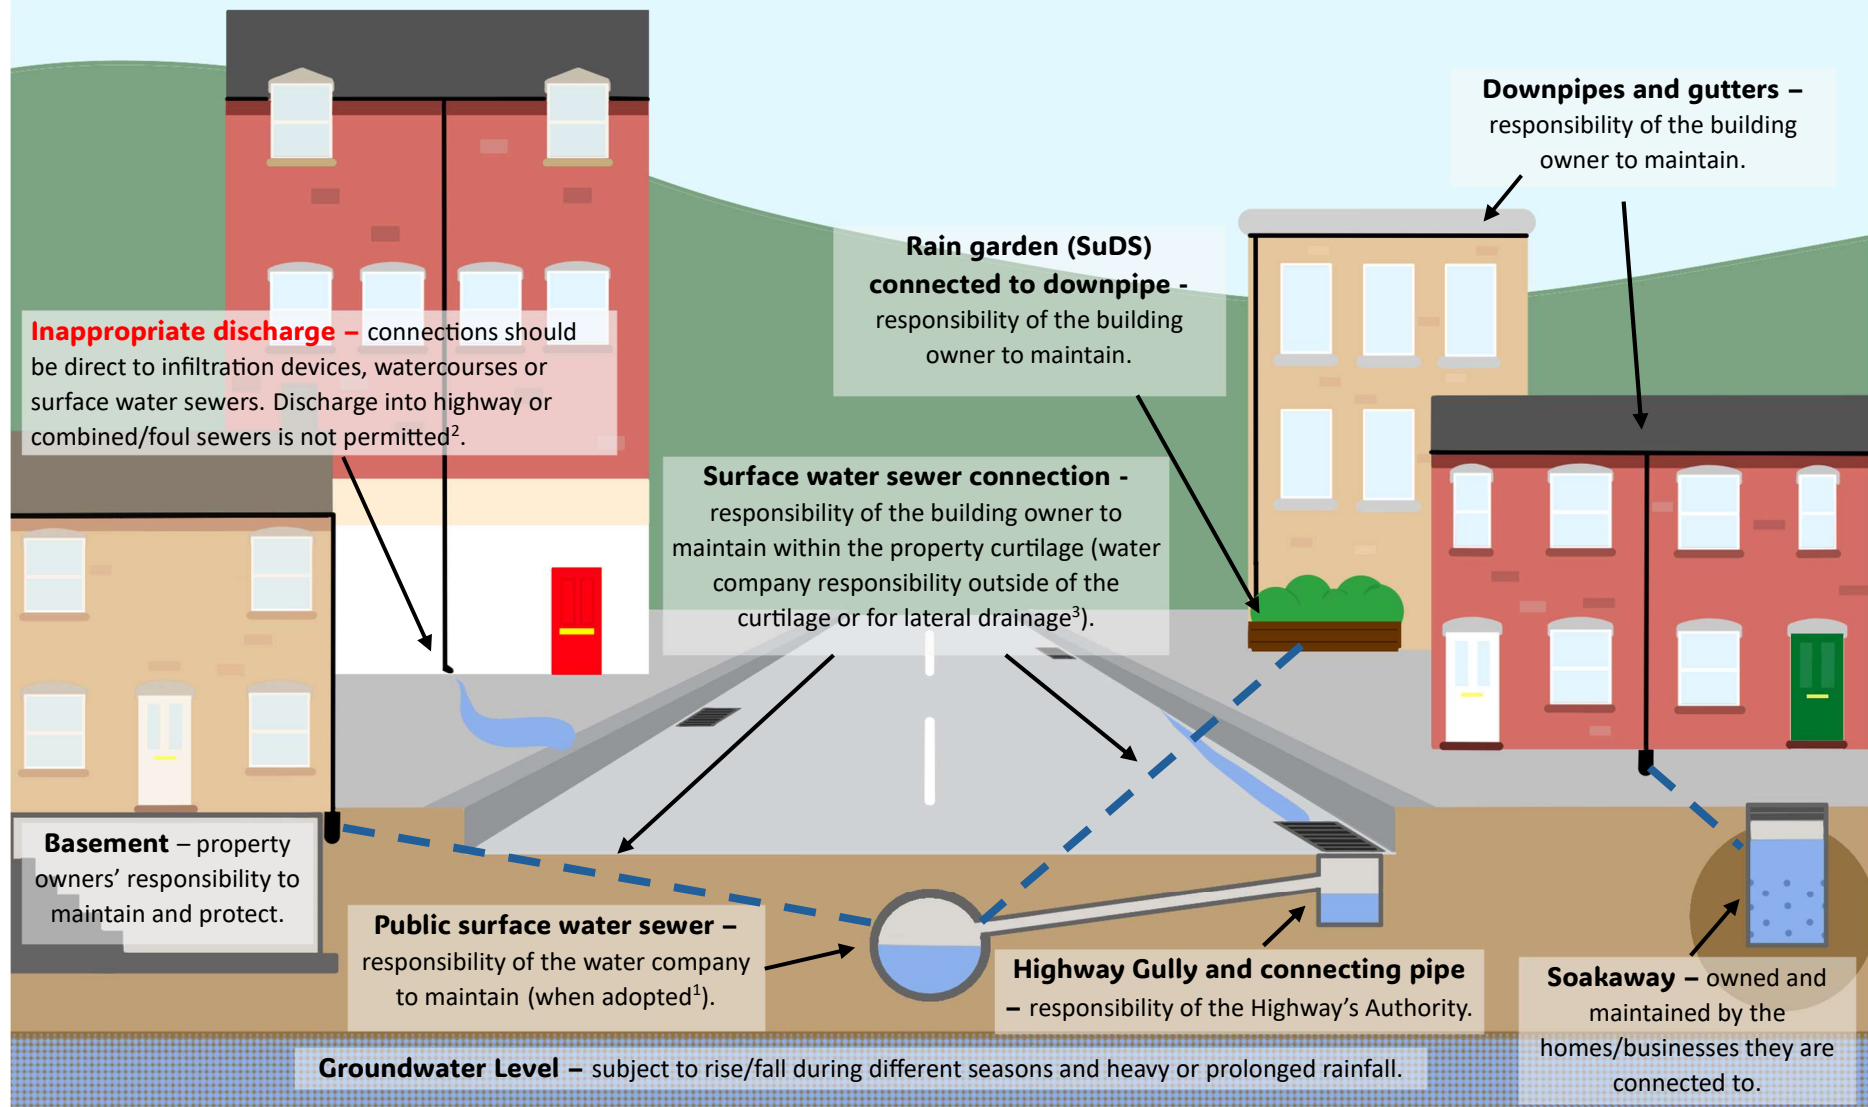 Downpipes and gutters –
responsibility of the building
owner to maintain.
Rain garden (SuDS)
connected to downpipe -
responsibility of the building
owner to maintain.
Inappropriate discharge – connections should
be direct to infiltration devices, watercourses or
surface water sewers. Discharge into highway or
combined/foul sewers is not permitted².
Surface water sewer connection -
responsibility of the building owner to
maintain within the property curtilage (water
company responsibility outside of the
curtilage or for lateral drainage³).
Basement – property
owners’ responsibility to
maintain and protect.
Public surface water sewer –
responsibility of the water company
to maintain (when adopted¹).
Highway Gully and connecting pipe
– responsibility of the Highway’s Authority.
Soakaway – owned and
maintained by the
homes/businesses they are
connected to.
Groundwater Level – subject to rise/fall during different seasons and heavy or prolonged rainfall.